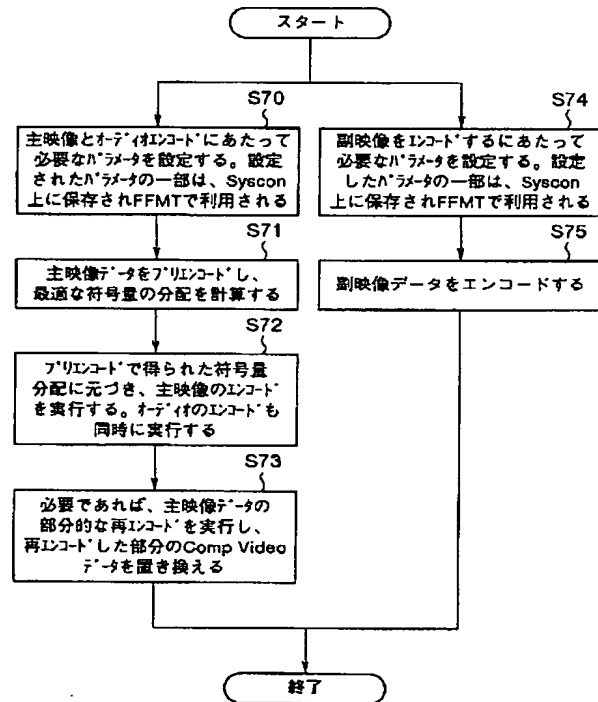 スタート
S70
主映像とオーディオエンコードにあたって
必要なパラメータを設定する。設定
されたパラメータの一部は、Syscon
上に保存されFFMTで利用される
S71
主映像データをプリエンコードし、
最適な符号量の分配を計算する
S72
プリエンコードで得られた符号量
分配に元づき、主映像のエンコード
を実行する。オーディオのエンコードも
同時に実行する
S73
必要であれば、主映像データの
部分的な再エンコードを実行し、
再エンコードした部分のComp Video
データを置き換える
S74
副映像をエンコードするにあたって
必要なパラメータを設定する。設定
したパラメータの一部は、Syscon
上に保存されFFMTで利用される
S75
副映像データをエンコードする
終了